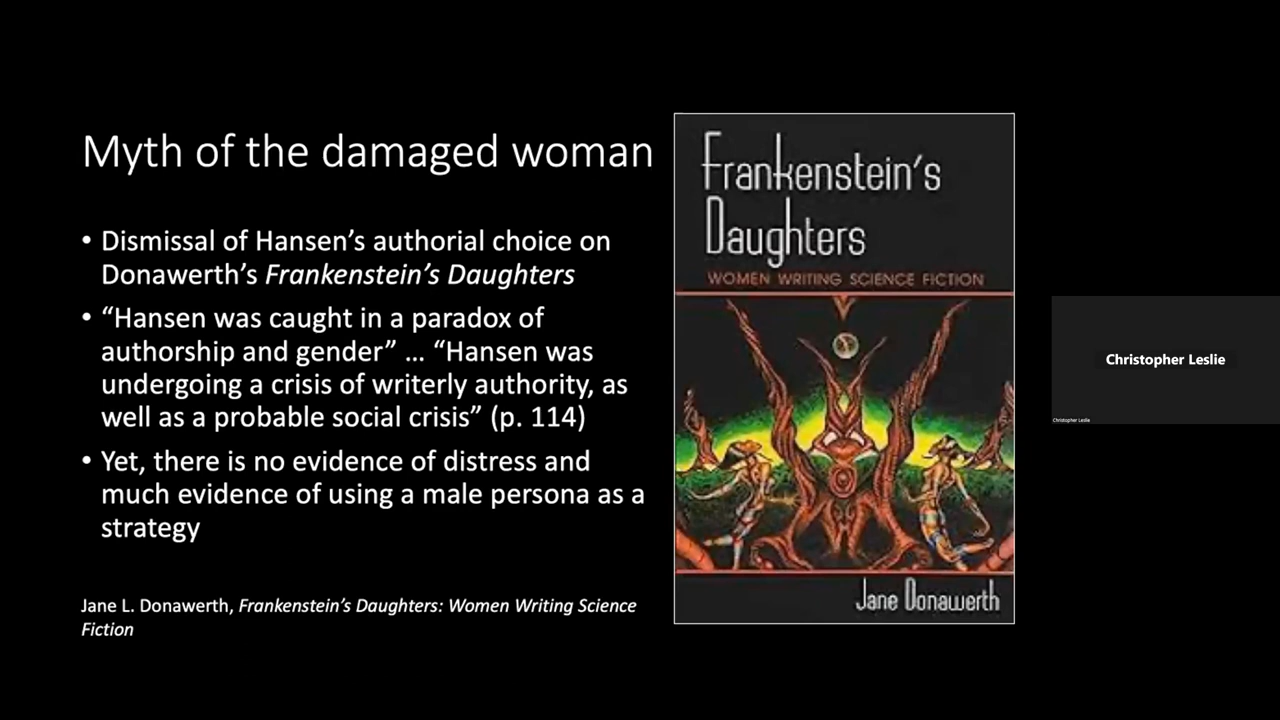 Myth of the damaged woman
• Dismissal of Hansen’s authorial choice on
Donawerth’s Frankenstein’s Daughters
• “Hansen was caught in a paradox of
authorship and gender” … “Hansen was
undergoing a crisis of writerly authority, as
well as a probable social crisis” (p. 114)
• Yet, there is no evidence of distress and
much evidence of using a male persona as a
strategy
Jane L. Donawerth, Frankenstein’s Daughters: Women Writing Science
Fiction
Frankenstein's
Daughters
WOMEN WRITING SCIENCE FICTION
Jane Donawerth
Christopher Leslie
Christopher Leslie